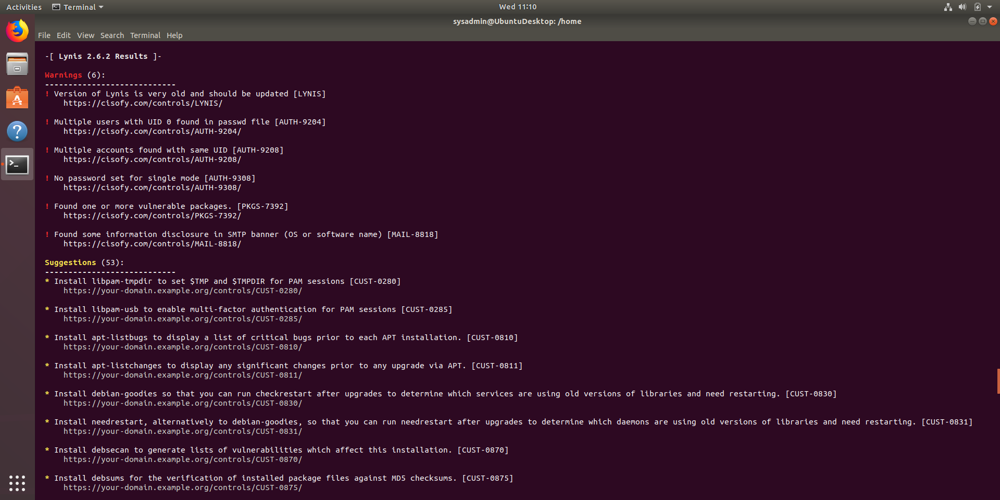 Activities Terminal Wed 11:10
sysadmin@UbuntuDesktop: /home
File Edit View Search Terminal Help
-[ Lynis 2.6.2 Results ]-
Warnings (6):
----------------------------
! Version of Lynis is very old and should be updated [LYNIS]
https://cisofy.com/controls/LYNIS/
! Multiple users with UID 0 found in passwd file [AUTH-9204]
https://cisofy.com/controls/AUTH-9204/
! Multiple accounts found with same UID [AUTH-9208]
https://cisofy.com/controls/AUTH-9208/
! No password set for single mode [AUTH-9308]
https://cisofy.com/controls/AUTH-9308/
! Found one or more vulnerable packages. [PKGS-7392]
https://cisofy.com/controls/PKGS-7392/
! Found some information disclosure in SMTP banner (OS or software name) [MAIL-8818]
https://cisofy.com/controls/MAIL-8818/
Suggestions (53):
----------------------------
* Install libpam-tmpdir to set $TMP and $TMPDIR for PAM sessions [CUST-0280]
https://your-domain.example.org/controls/CUST-0280/
* Install libpam-usb to enable multi-factor authentication for PAM sessions [CUST-0285]
https://your-domain.example.org/controls/CUST-0285/
* Install apt-listbugs to display a list of critical bugs prior to each APT installation. [CUST-0810]
https://your-domain.example.org/controls/CUST-0810/
* Install apt-listchanges to display any significant changes prior to any upgrade via APT. [CUST-0811]
https://your-domain.example.org/controls/CUST-0811/
* Install debian-goodies so that you can run checkrestart after upgrades to determine which services are using old versions of libraries and need restarting. [CUST-0830]
https://your-domain.example.org/controls/CUST-0830/
* Install needrestart, alternatively to debian-goodies, so that you can run needrestart after upgrades to determine which daemons are using old versions of libraries and need restarting. [CUST-0831]
https://your-domain.example.org/controls/CUST-0831/
* Install debsecan to generate lists of vulnerabilities which affect this installation. [CUST-0870]
https://your-domain.example.org/controls/CUST-0870/
* Install debsums for the verification of installed package files against MD5 checksums. [CUST-0875]
https://your-domain.example.org/controls/CUST-0875/